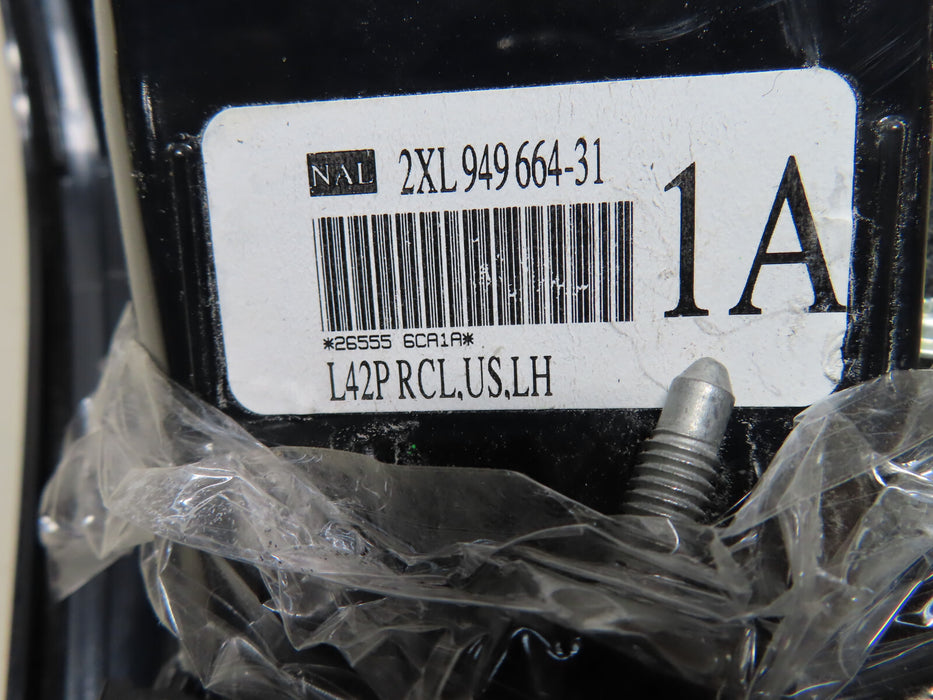 NAL 2XL 949 664-31
1A
*26555 6CA1A*
L42P RCL,US,LH